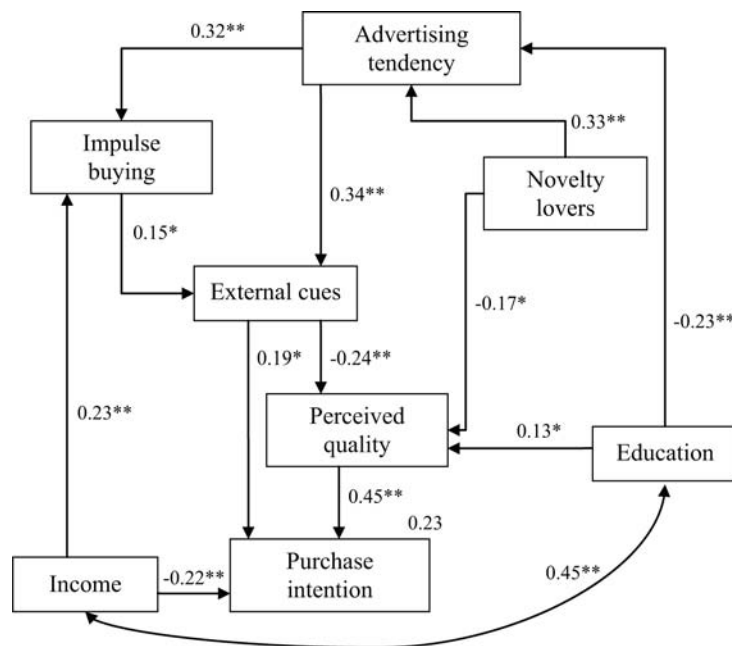 0.32**
Advertising
tendency
Impulse
buying
0.33**
Novelty
lovers
0.34**
0.15*
External cues
-0.17*
-0.23**
0.19*
-0.24**
0.23**
Perceived
quality
0.13*
Education
0.45**
0.23
Income
-0.22**
Purchase
intention
0.45**